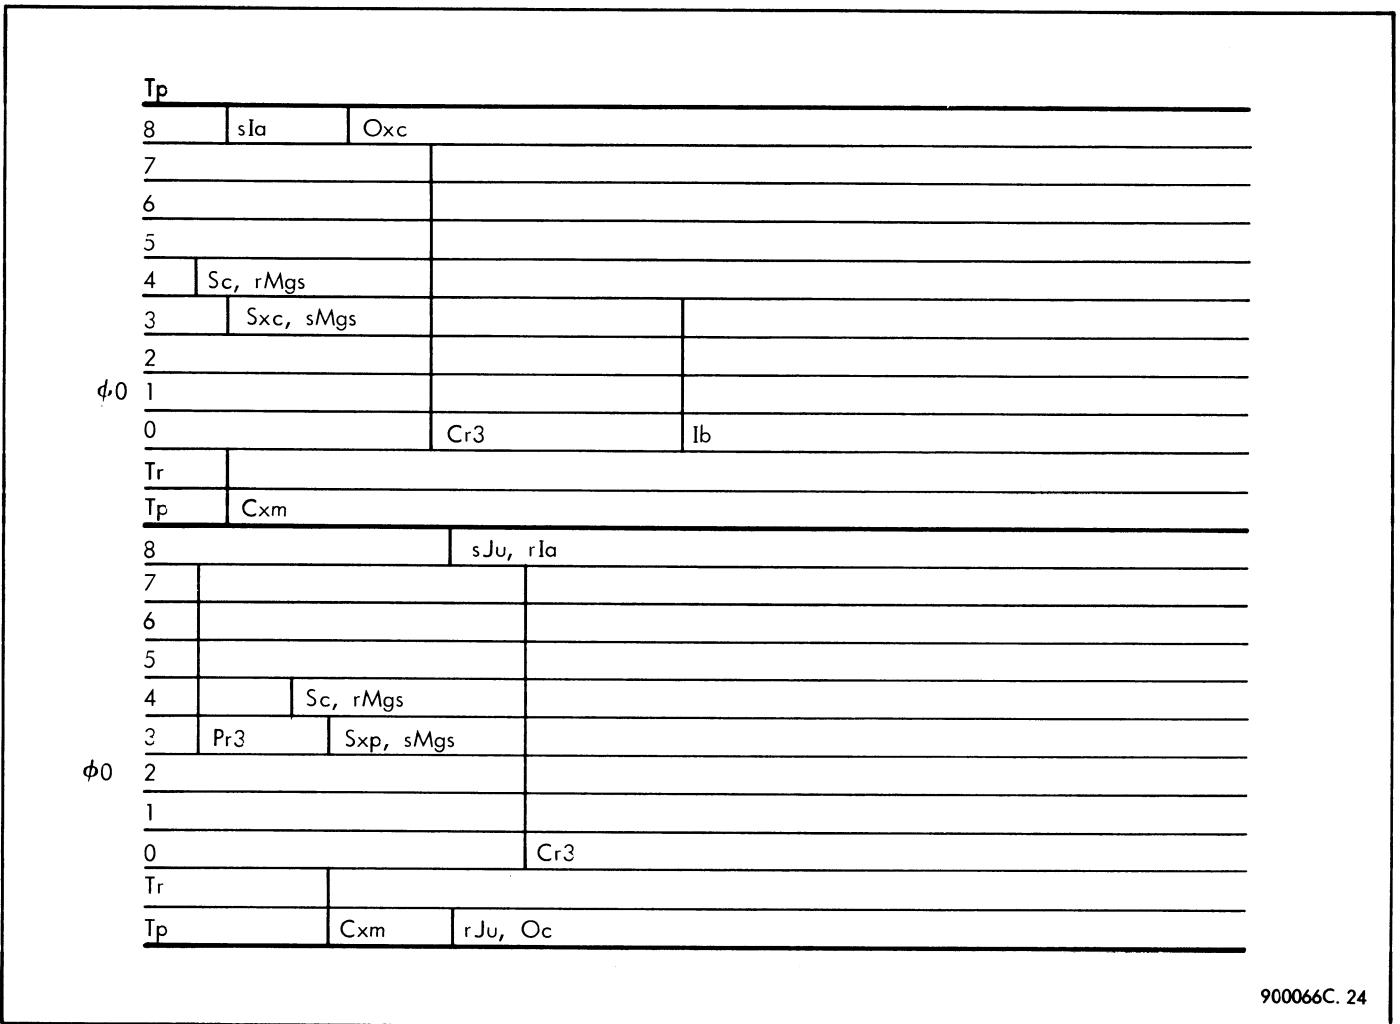 Tp
8 sIa Oxc
7
6
5
4 Sc, rMgs
3 Sxc, sMgs
2
ϕ0 1
0 Cr3 Ib
Tr
Tp Cxm
8 sJu, rIa
7
6
5
4 Sc, rMgs
3 Pr3 Sxp, sMgs
ϕ0 2
1
0 Cr3
Tr
Tp Cxm rJu, Oc
900066C. 24